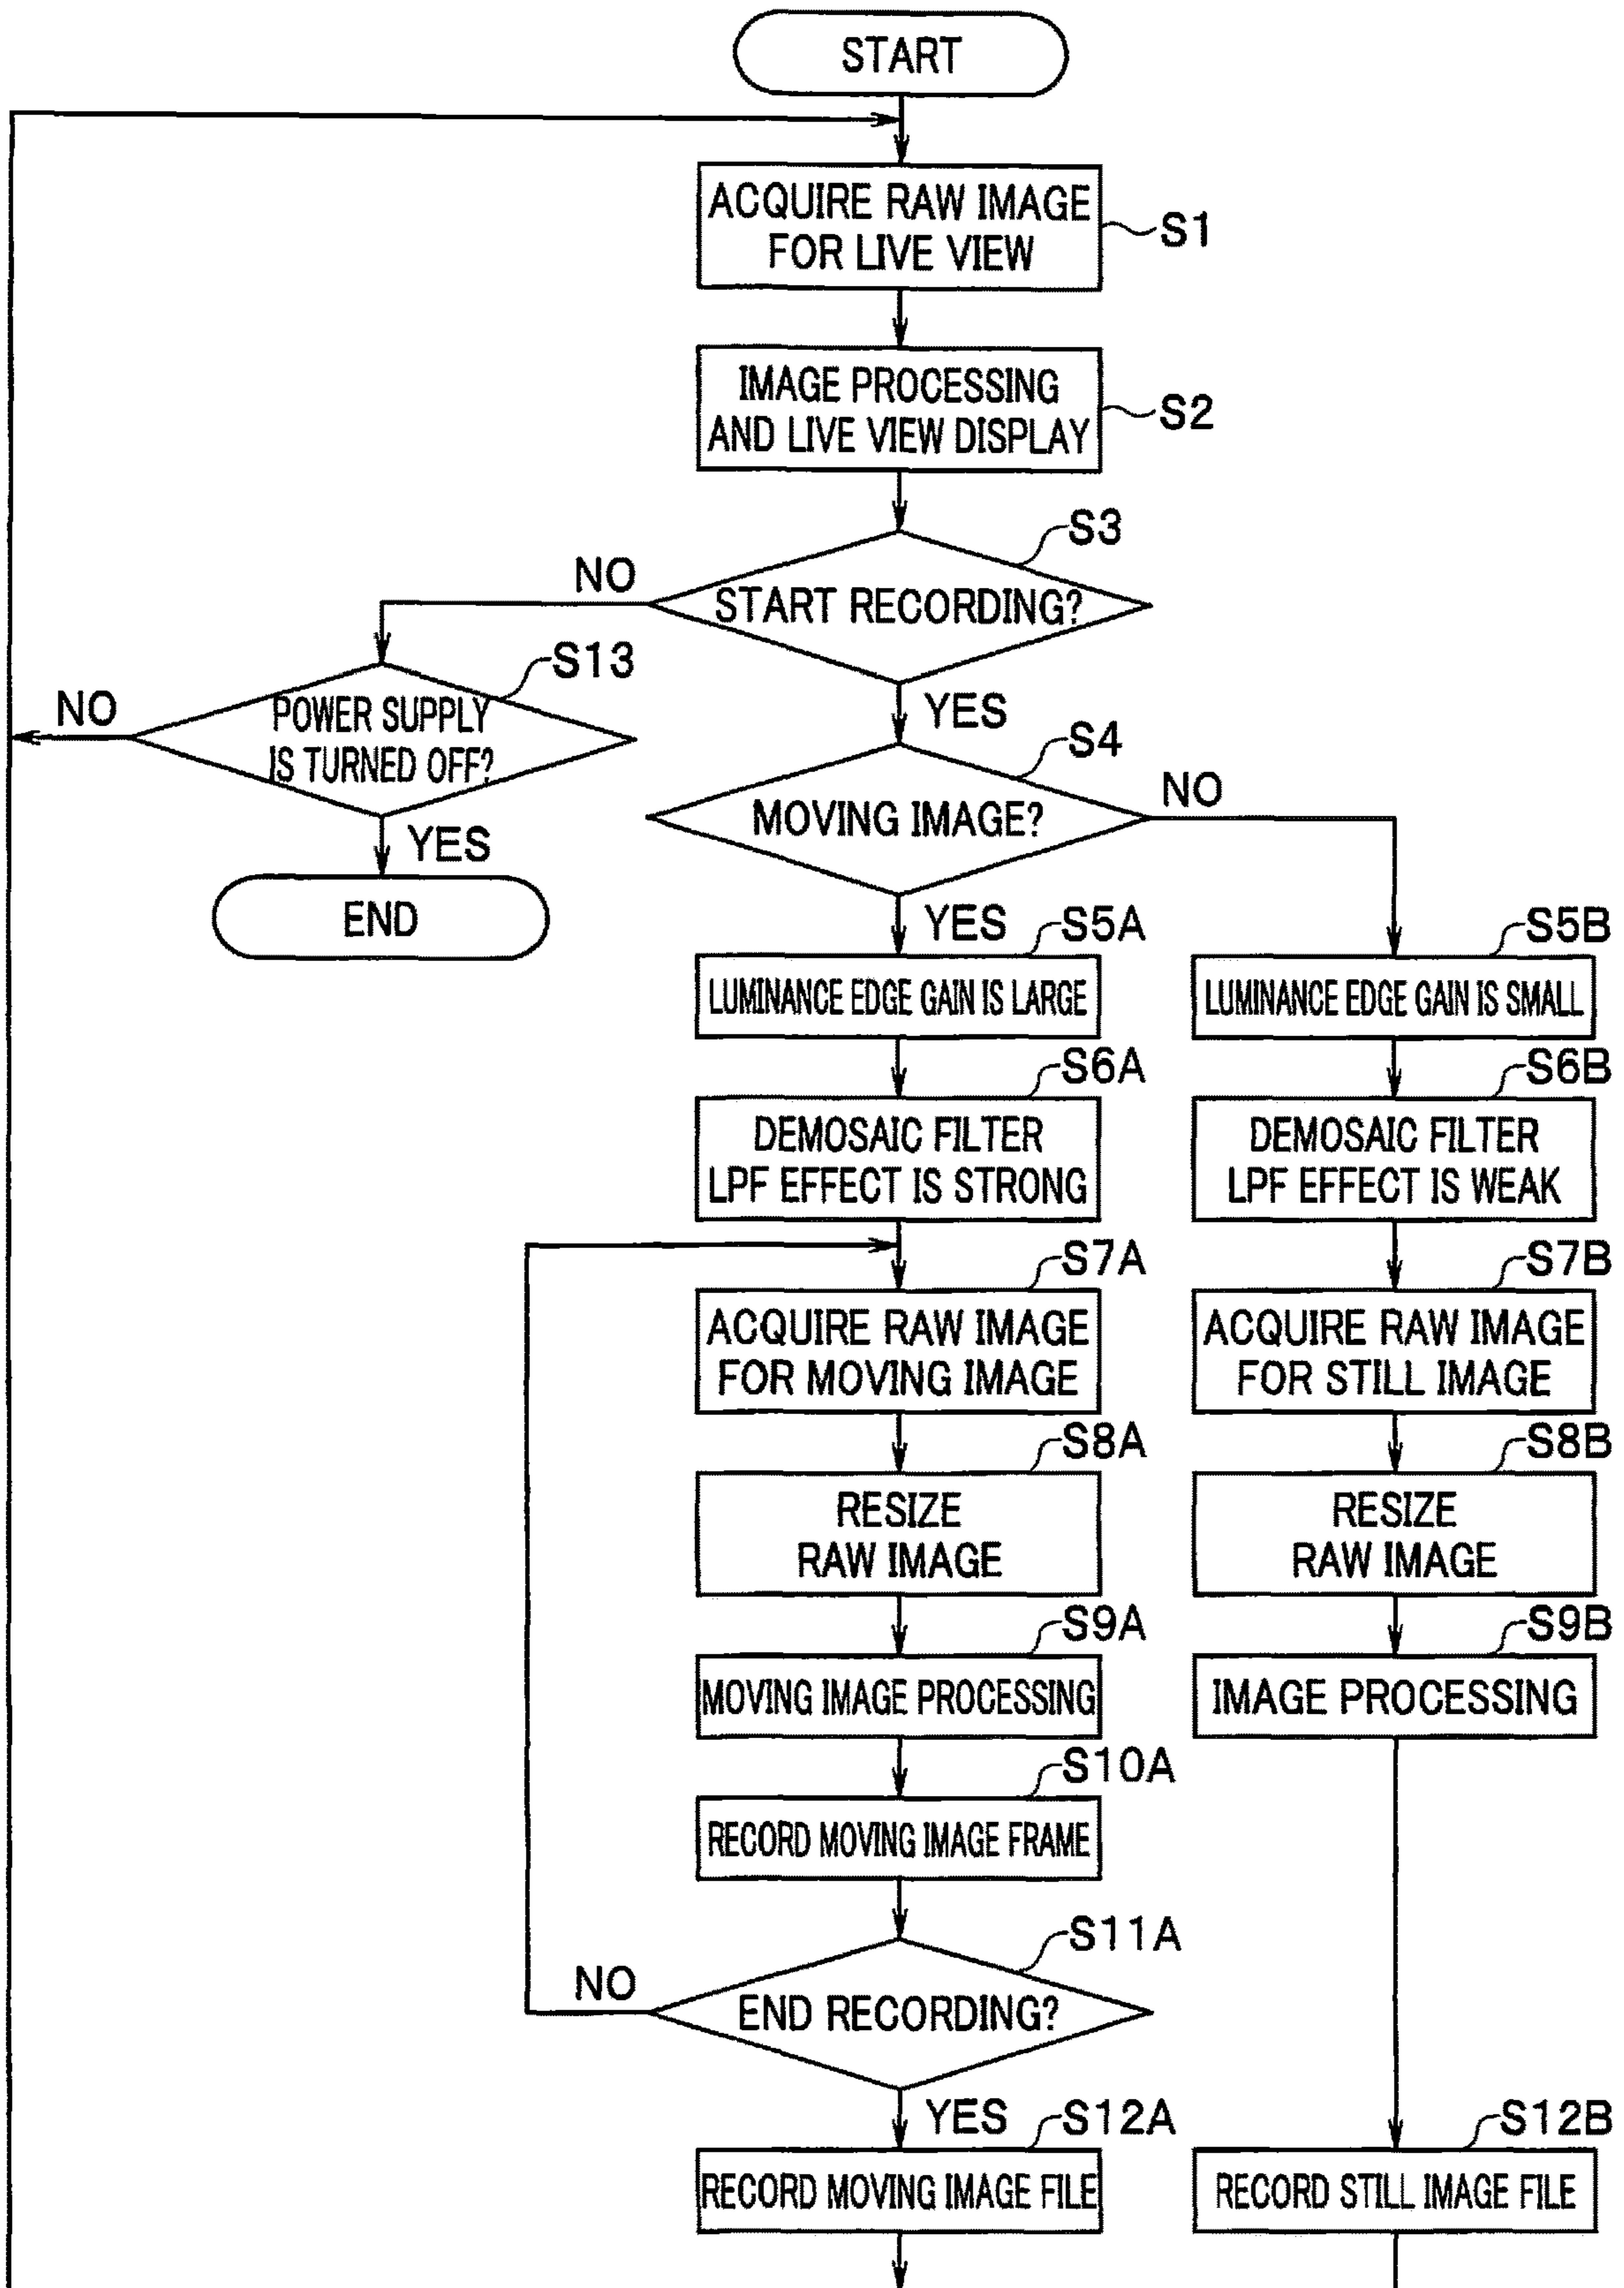 START
ACQUIRE RAW IMAGE
FOR LIVE VIEW
S1
IMAGE PROCESSING
AND LIVE VIEW DISPLAY
S2
S3
NO
START RECORDING?
S13
NO
POWER SUPPLY
IS TURNED OFF?
YES
S4
NO
MOVING IMAGE?
YES
END
YES
S5A
S5B
LUMINANCE EDGE GAIN IS LARGE
LUMINANCE EDGE GAIN IS SMALL
S6A
S6B
DEMOSAIC FILTER
LPF EFFECT IS STRONG
DEMOSAIC FILTER
LPF EFFECT IS WEAK
S7A
S7B
ACQUIRE RAW IMAGE
FOR MOVING IMAGE
ACQUIRE RAW IMAGE
FOR STILL IMAGE
S8A
S8B
RESIZE
RAW IMAGE
RESIZE
RAW IMAGE
S9A
S9B
MOVING IMAGE PROCESSING
IMAGE PROCESSING
S10A
RECORD MOVING IMAGE FRAME
S11A
NO
END RECORDING?
YES
S12A
S12B
RECORD MOVING IMAGE FILE
RECORD STILL IMAGE FILE